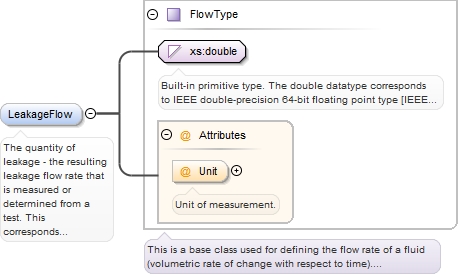 FlowType
xs:double
Built-in primitive type. The double datatype corresponds
to IEEE double-precision 64-bit floating point type [IEEE...
LeakageFlow
The quantity of
leakage - the resulting
leakage flow rate that
is measured or
determined from a
test. This
corresponds...
@ Attributes
@ Unit
Unit of measurement.
This is a base class used for defining the flow rate of a fluid
(volumetric rate of change with respect to time)....